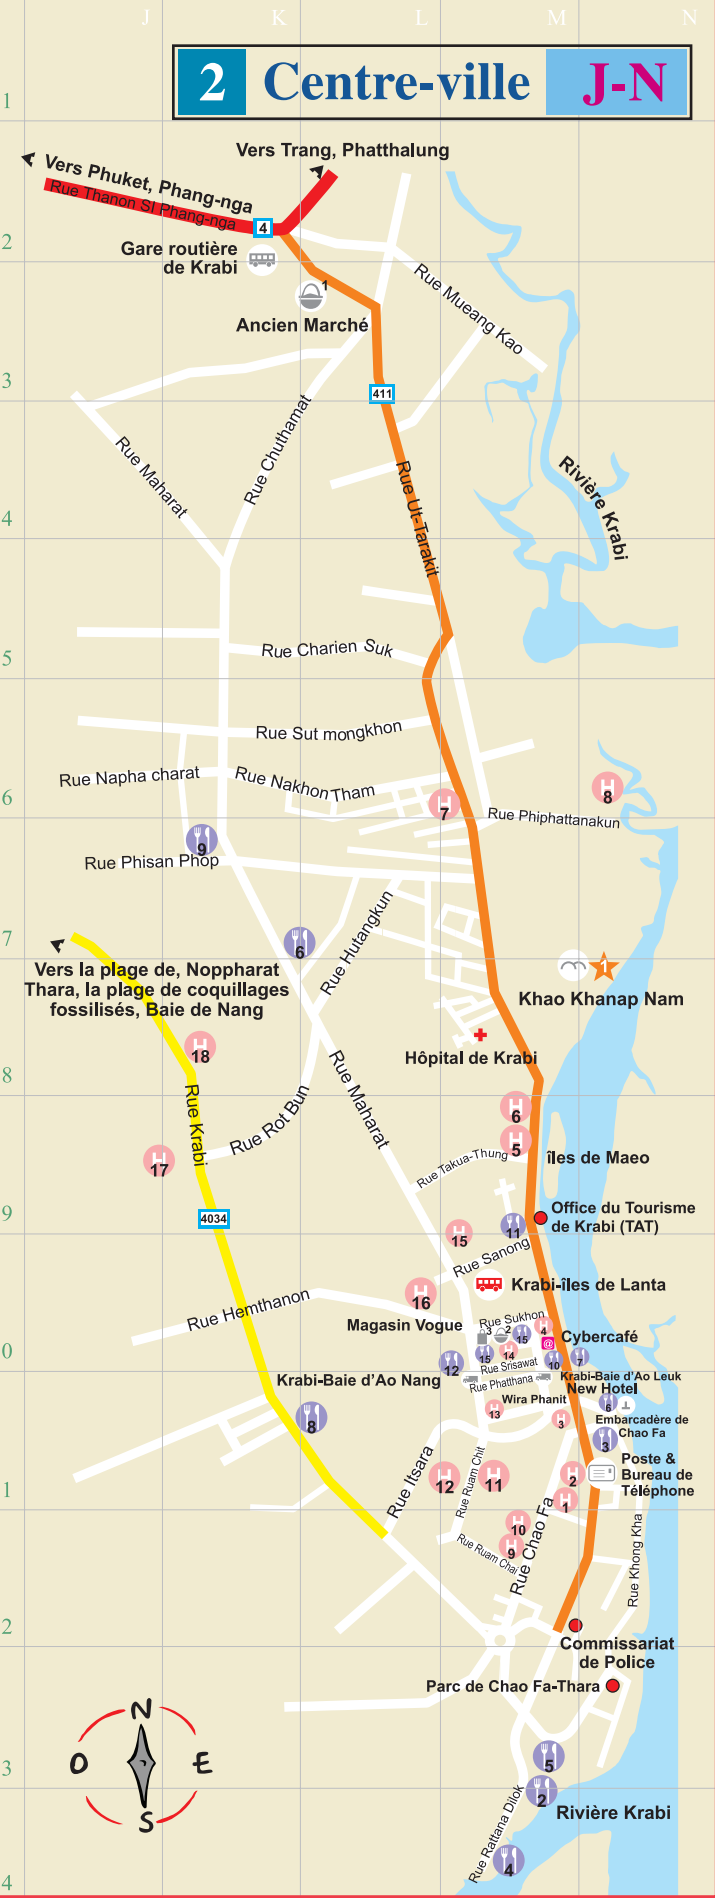 J K L M N
2 Centre-ville J-N
1
Vers Trang, Phatthalung
Vers Phuket, Phang-nga
Rue Thanon SI Phang-nga
4
2
Gare routière
de Krabi
1
Ancien Marché
Rue Mueang Kao
3
411
Rue Maharat
Rue Chuthamat
Rue Ut-Tarakit
Rivière Krabi
4
5
Rue Charien Suk
Rue Sut mongkhon
Rue Napha charat
Rue Nakhon Tham
6
H 7
H 8
Rue Phiphattanakun
9
Rue Phisan Phop
7
6
Rue Hutangkun
1
Khao Khanap Nam
Vers la plage de, Noppharat
Thara, la plage de coquillages
fossilisés, Baie de Nang
H 18
Hôpital de Krabi
8
Rue Krabi
Rue Rot Bun
Rue Maharat
H 6
H 5
H 17
Rue Takua-Thung
îles de Maeo
4034
9
11
Office du Tourisme
de Krabi (TAT)
H 15
Rue Sanong
H 16
Krabi-îles de Lanta
Rue Hemthanon
Magasin Vogue
Rue Sukhon
H 4
3
2
15
@
Cybercafé
0
12
15
H 14
Rue Srisawat
10
7
Krabi-Baie d'Ao Nang
Rue Phatthana
Krabi-Baie d'Ao Leuk
New Hotel
Wira Phanit
6
8
H 13
H 3
Embarcadère de
Chao Fa
3
Poste &
Bureau de
Téléphone
Rue Itsara
Rue Ruam Chit
H 12
H 11
H 2
H 1
1
H 10
H 9
Rue Ruam Chai
Rue Chao Fa
Rue Khong Kha
2
Commissariat
de Police
Parc de Chao Fa-Thara
N
O E
S
3
5
2
Rivière Krabi
Rue Rattana Dilok
4
4